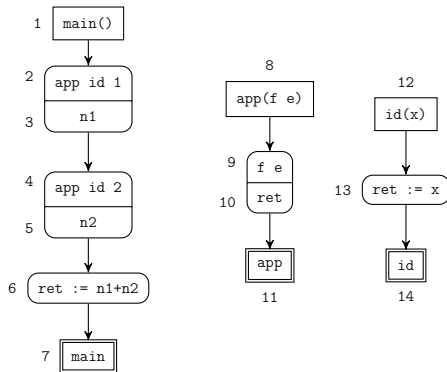 1 main()
2 app id 1
3 n1
4 app id 2
5 n2
6 ret := n1+n2
7 main
8
app(f e)
9 f e
10 ret
app
11
12
id(x)
13 ret := x
id
14